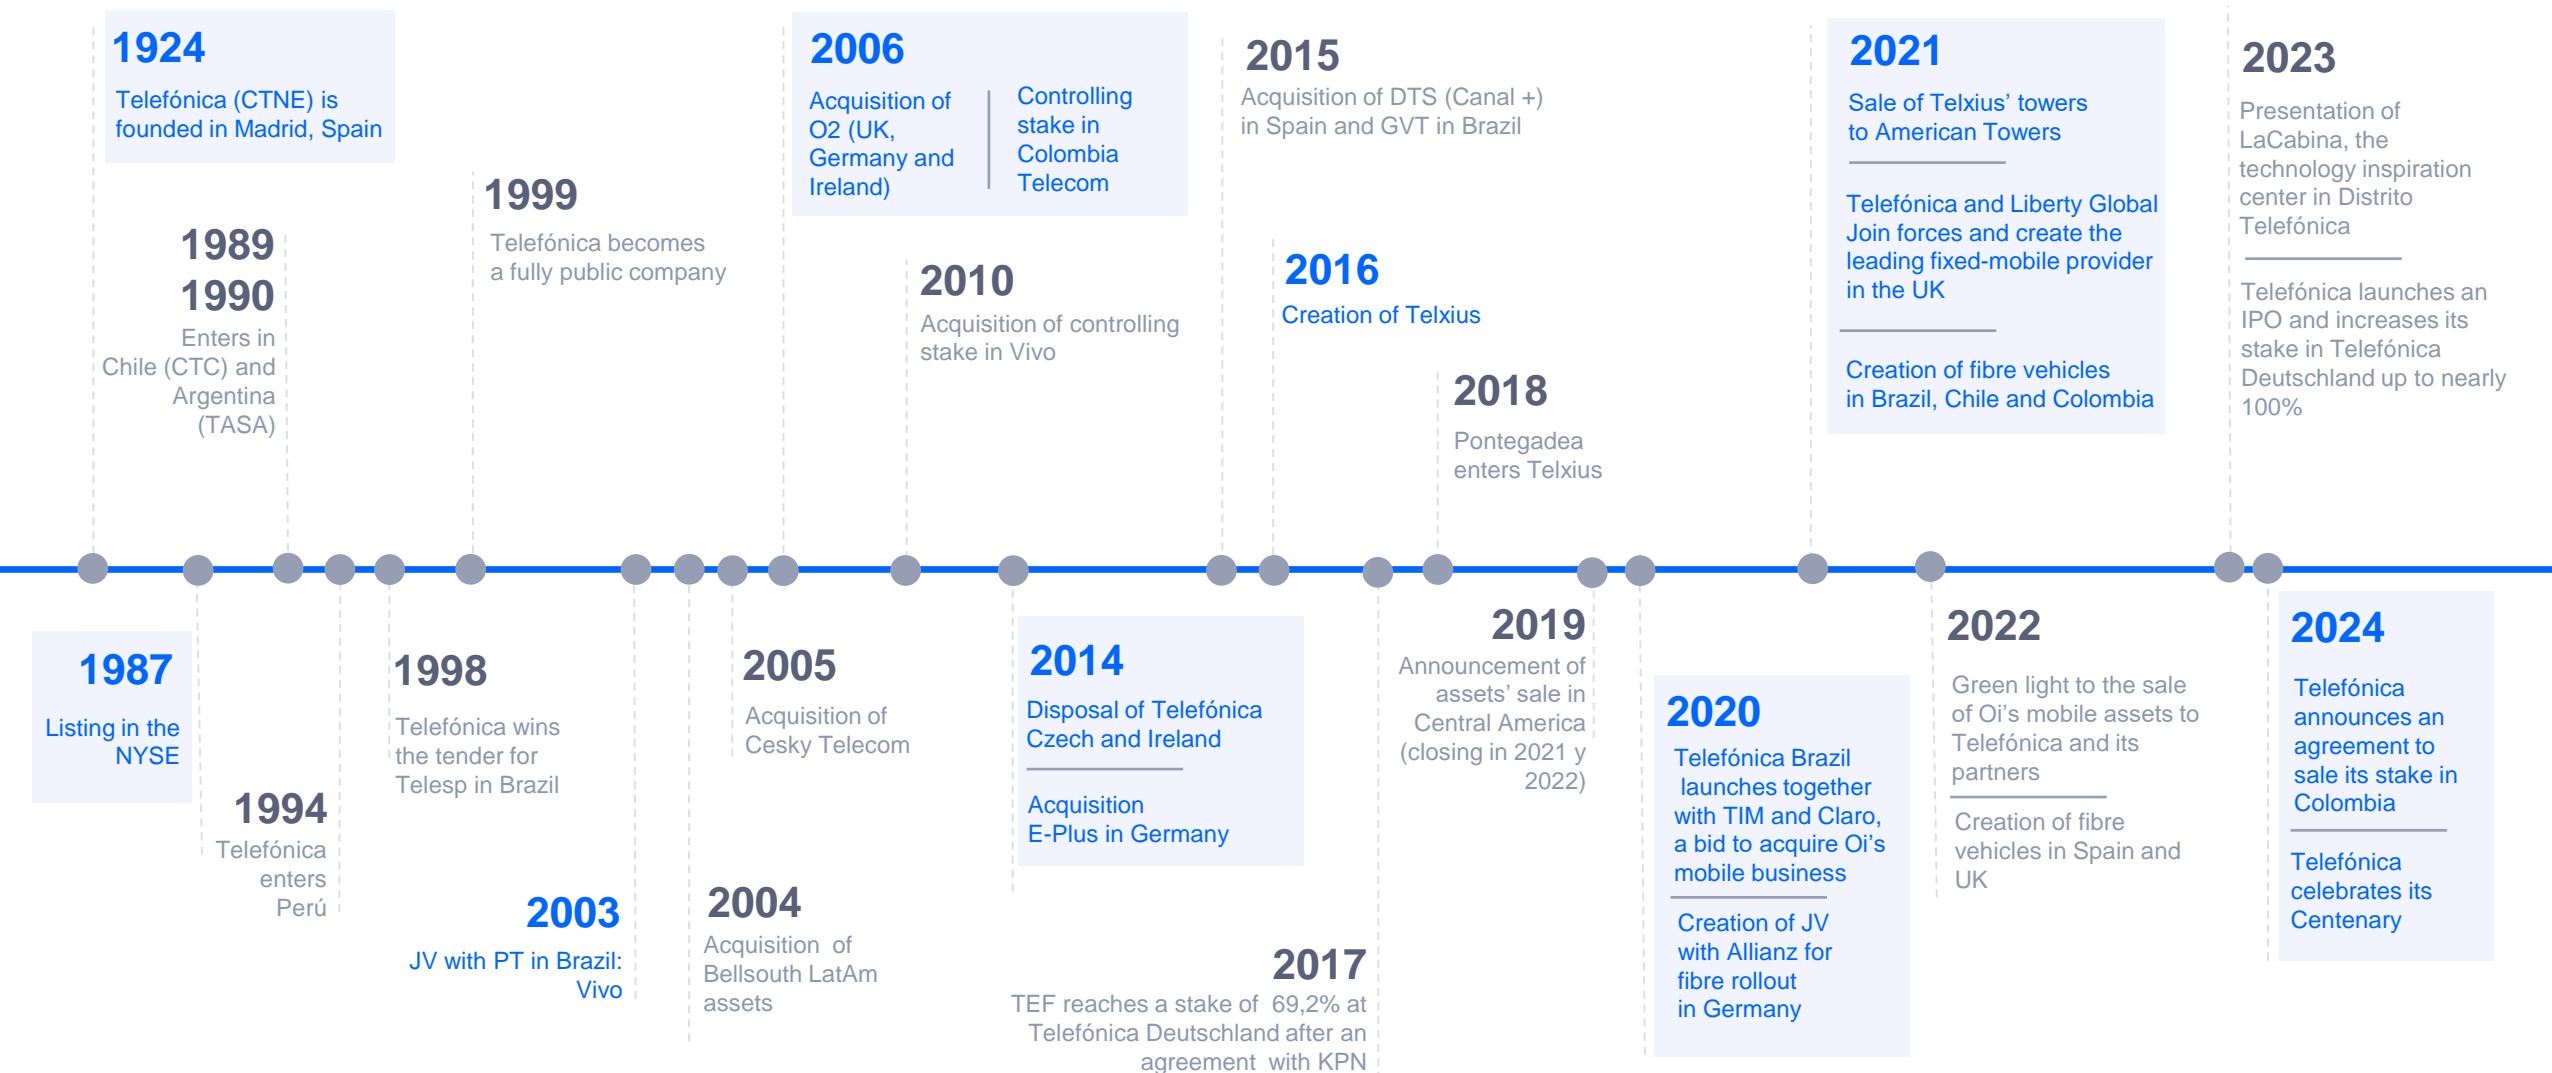 1924
Telefónica (CTNE) is
founded in Madrid, Spain
1989
1990
Enters in
Chile (CTC) and
Argentina
(TASA)
1999
Telefónica becomes
a fully public company
2006
Acquisition of
O2 (UK,
Germany and
Ireland)
Controlling
stake in
Colombia
Telecom
2010
Acquisition of controlling
stake in Vivo
2015
Acquisition of DTS (Canal +)
in Spain and GVT in Brazil
2016
Creation of Telxius
2018
Pontegadea
enters Telxius
2021
Sale of Telxius’ towers
to American Towers
Telefónica and Liberty Global
Join forces and create the
leading fixed-mobile provider
in the UK
Creation of fibre vehicles
in Brazil, Chile and Colombia
2023
Presentation of
LaCabina, the
technology inspiration
center in Distrito
Telefónica
Telefónica launches an
IPO and increases its
stake in Telefónica
Deutschland up to nearly
100%
1987
Listing in the
NYSE
1994
Telefónica
enters
Perú
1998
Telefónica wins
the tender for
Telesp in Brazil
2003
JV with PT in Brazil:
Vivo
2004
Acquisition of
Bellsouth LatAm
assets
2005
Acquisition of
Cesky Telecom
2014
Disposal of Telefónica
Czech and Ireland
Acquisition
E-Plus in Germany
2017
TEF reaches a stake of 69,2% at
Telefónica Deutschland after an
agreement with KPN
2019
Announcement of
assets’ sale in
Central America
(closing in 2021 y
2022)
2020
Telefónica Brazil
launches together
with TIM and Claro,
a bid to acquire Oi’s
mobile business
Creation of JV
with Allianz for
fibre rollout
in Germany
2022
Green light to the sale
of Oi’s mobile assets to
Telefónica and its
partners
Creation of fibre
vehicles in Spain and
UK
2024
Telefónica
announces an
agreement to
sale its stake in
Colombia
Telefónica
celebrates its
Centenary